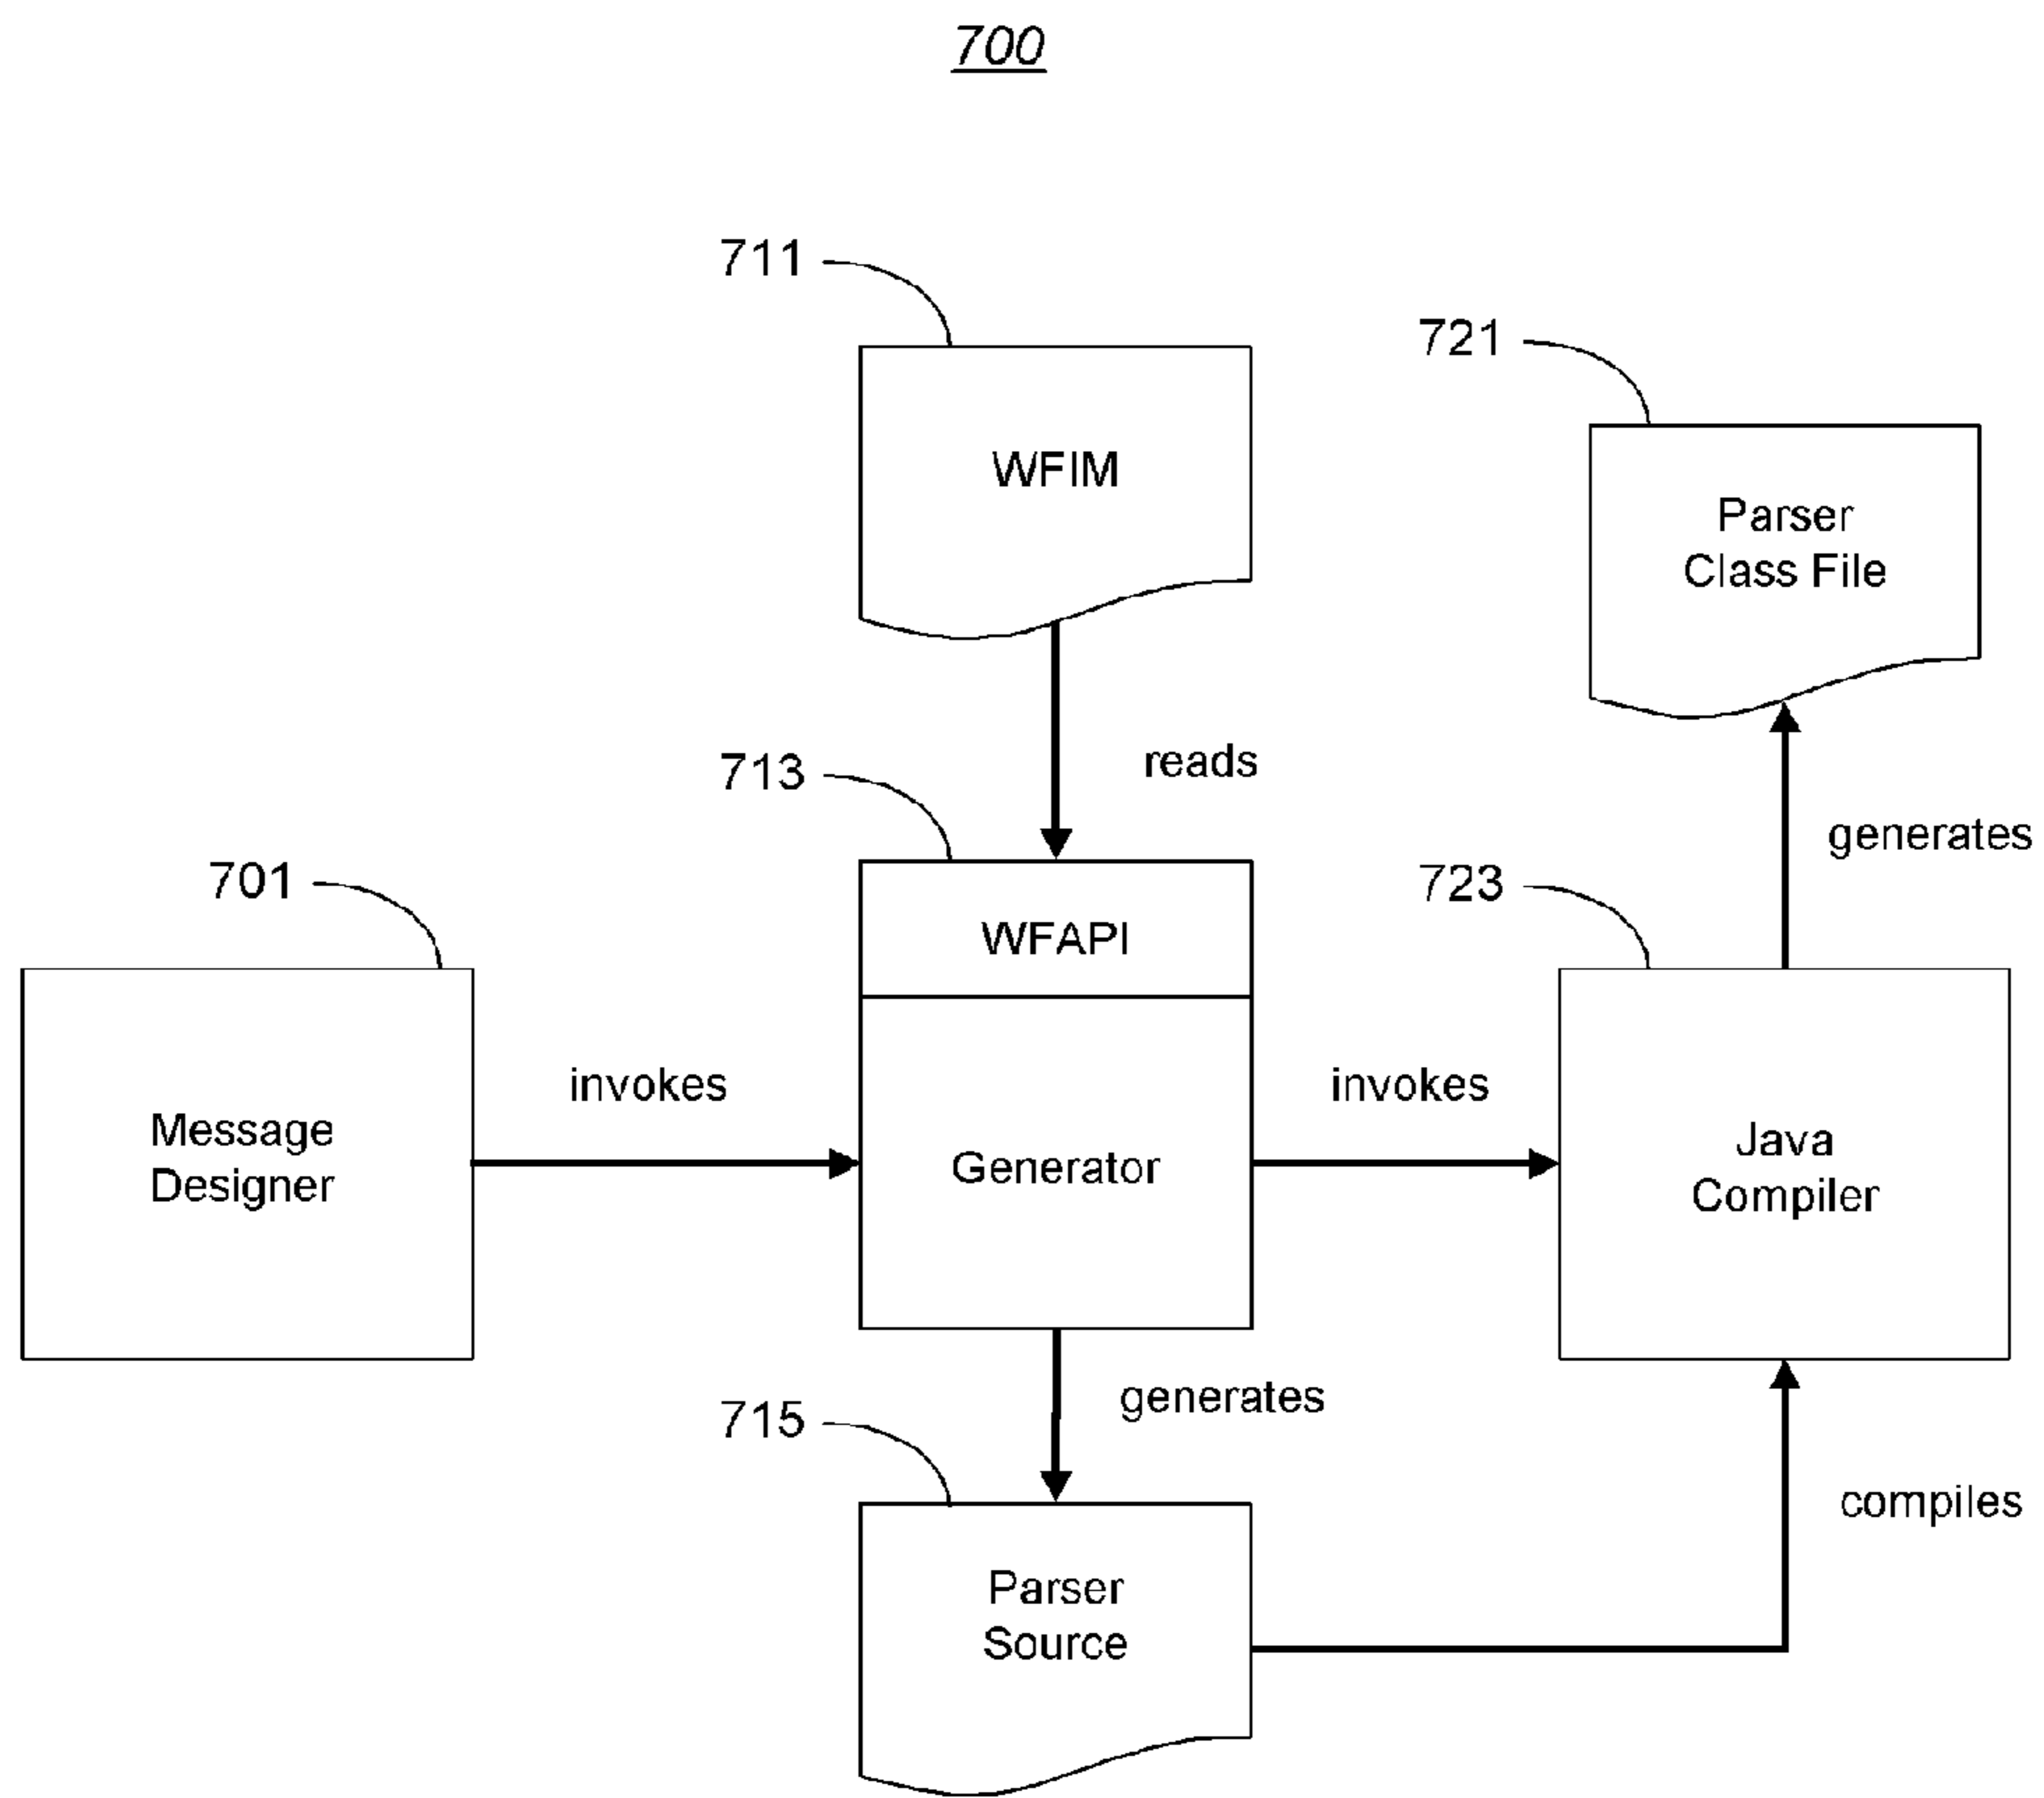 700
711
WFIM
721
Parser
Class File
reads
generates
713
WFAPI
Generator
701
Message
Designer
invokes
invokes
723
Java
Compiler
generates
715
Parser
Source
compiles